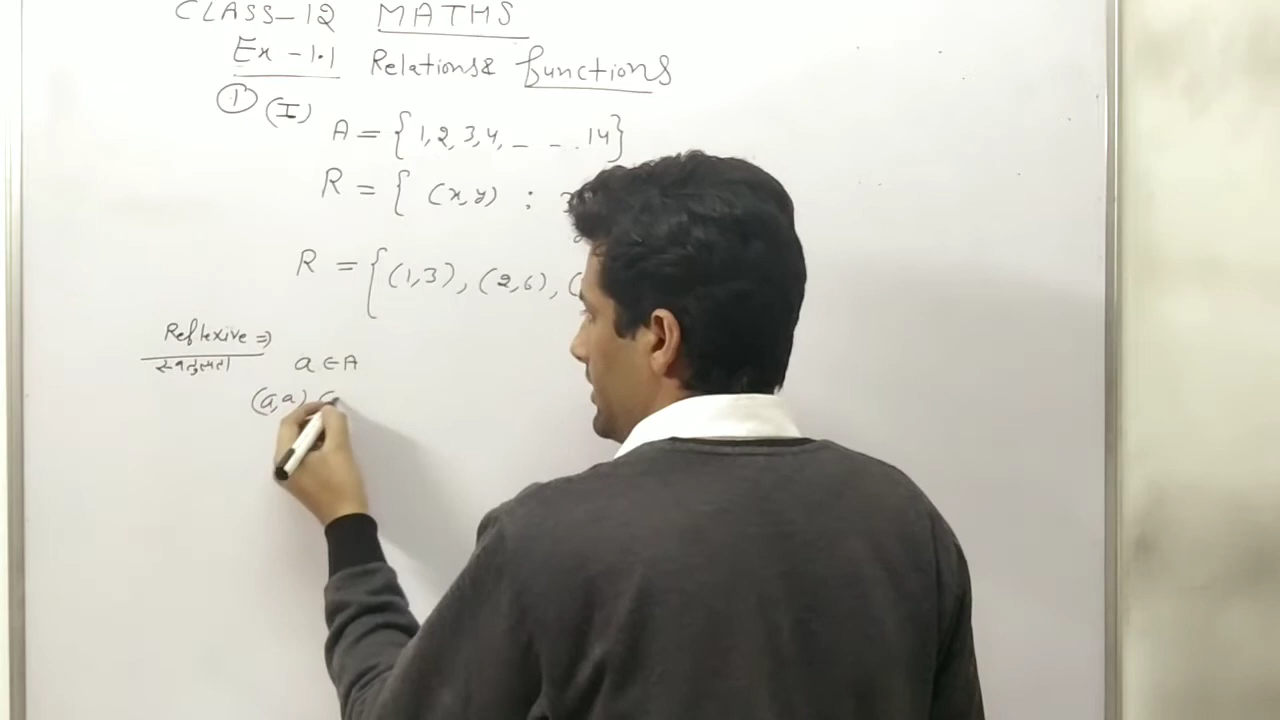 CLASS-12 MATHS
Ex-1.1 Relations & functions
① (I)
A = {1,2,3,4,_ _ .14}
R = { (x,y) ;
R = {(1,3), (2,6), (
Reflexive ⇒
स्वतुल्यता
a ∈ A
(a,a) ∈